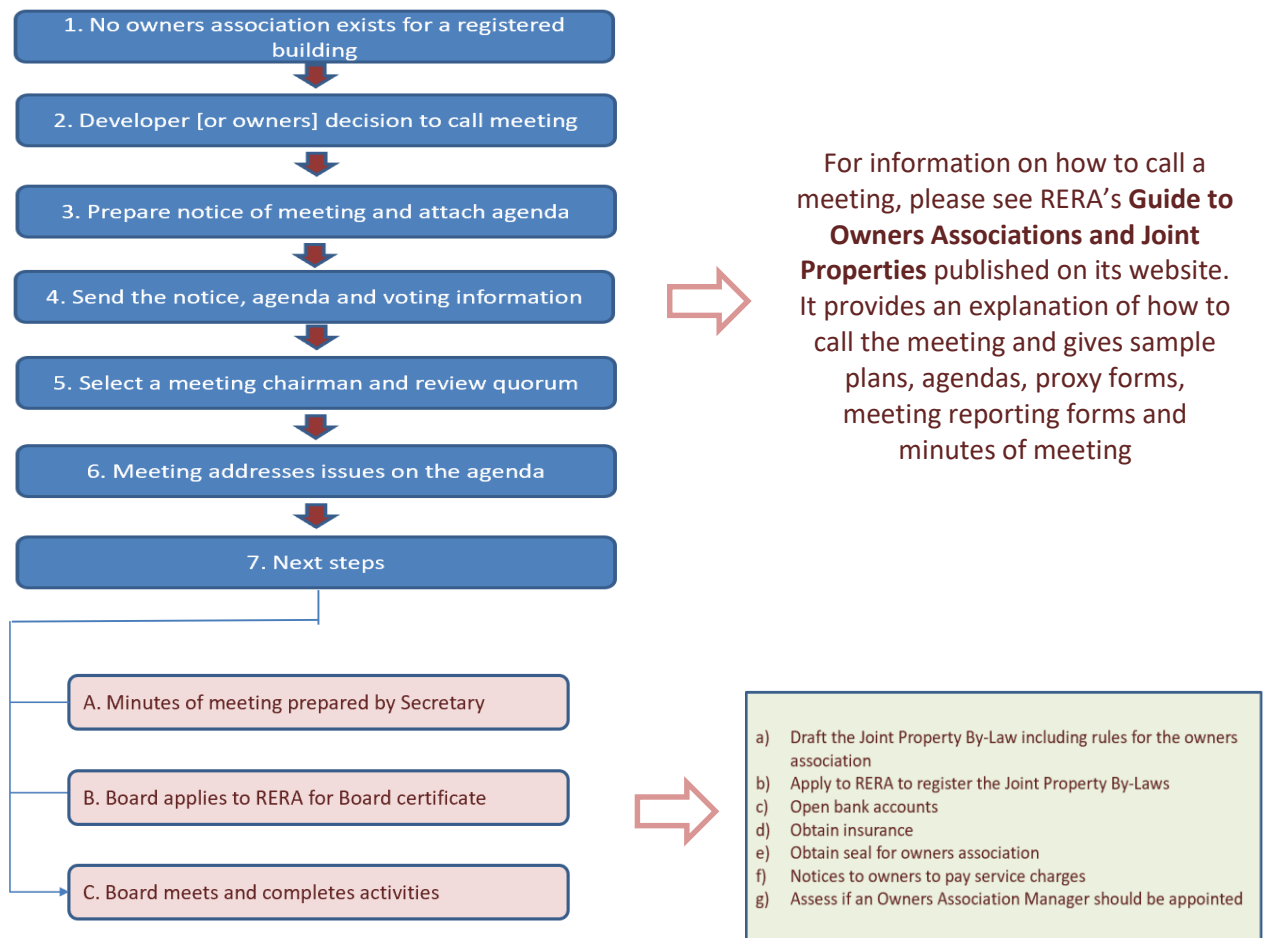 1. No owners association exists for a registered
building
2. Developer [or owners] decision to call meeting
3. Prepare notice of meeting and attach agenda
4. Send the notice, agenda and voting information
5. Select a meeting chairman and review quorum
6. Meeting addresses issues on the agenda
7. Next steps
For information on how to call a
meeting, please see RERA’s Guide to
Owners Associations and Joint
Properties published on its website.
It provides an explanation of how to
call the meeting and gives sample
plans, agendas, proxy forms,
meeting reporting forms and
minutes of meeting
A. Minutes of meeting prepared by Secretary
B. Board applies to RERA for Board certificate
C. Board meets and completes activities
a) Draft the Joint Property By-Law including rules for the owners
association
b) Apply to RERA to register the Joint Property By-Laws
c) Open bank accounts
d) Obtain insurance
e) Obtain seal for owners association
f) Notices to owners to pay service charges
g) Assess if an Owners Association Manager should be appointed